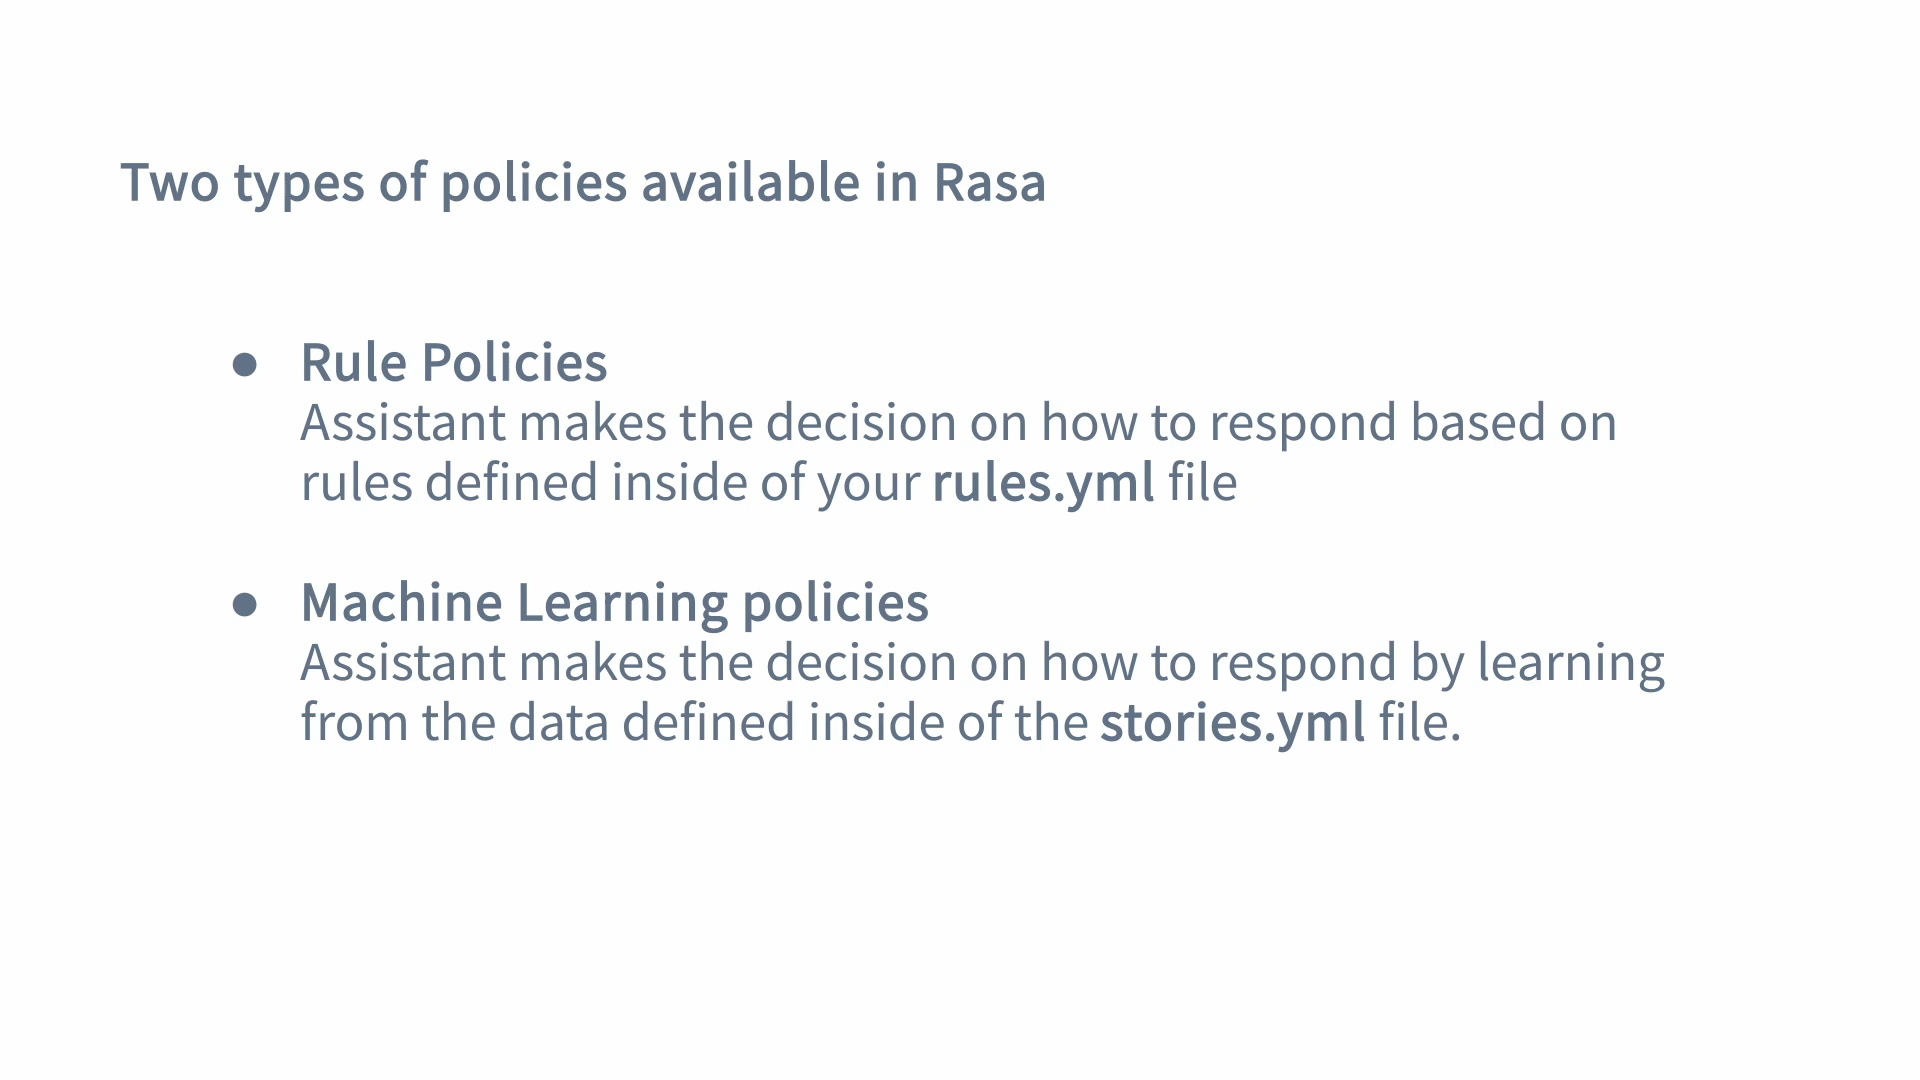 Two types of policies available in Rasa
● Rule Policies
Assistant makes the decision on how to respond based on
rules defined inside of your rules.yml file
● Machine Learning policies
Assistant makes the decision on how to respond by learning
from the data defined inside of the stories.yml file.